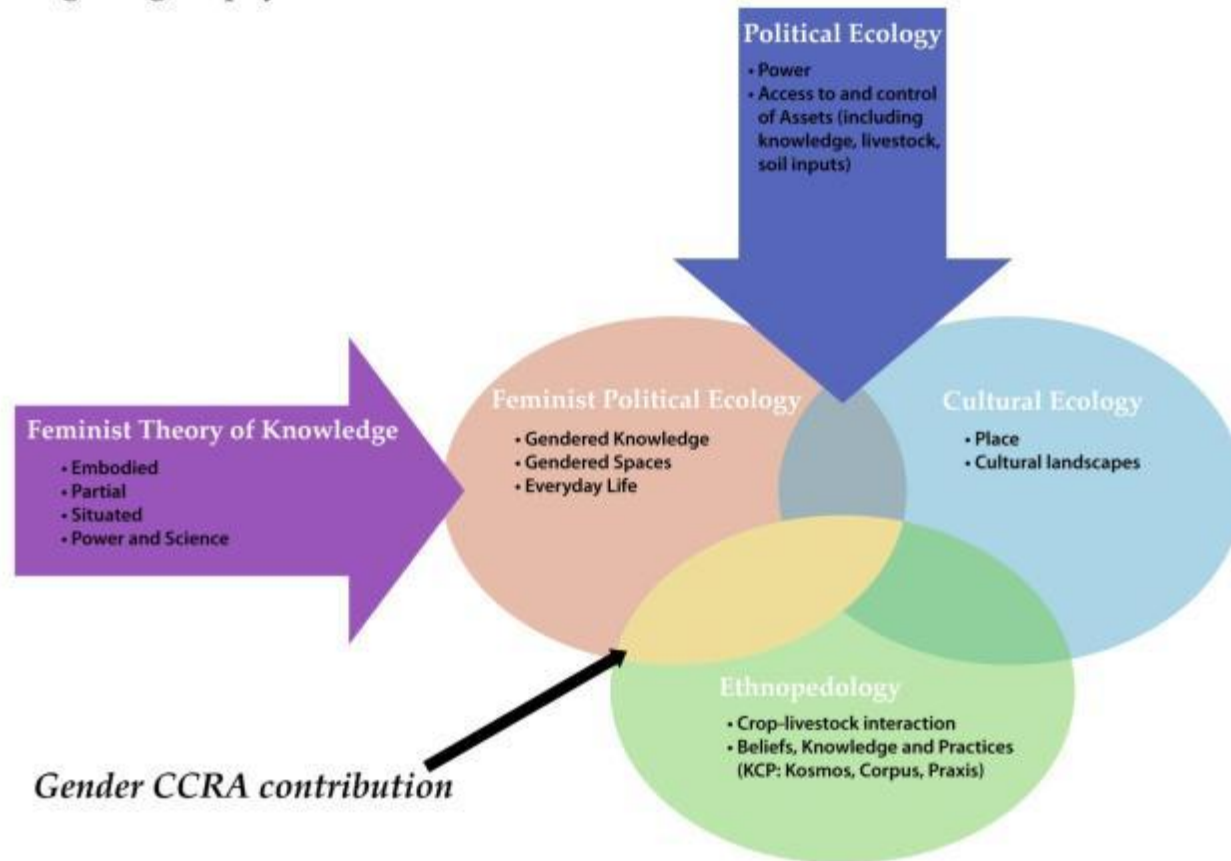 Political Ecology
• Power
• Access to and control
of Assets (including
knowledge, livestock,
soil inputs)
Feminist Theory of Knowledge
• Embodied
• Partial
• Situated
• Power and Science
Feminist Political Ecology
• Gendered Knowledge
• Gendered Spaces
• Everyday Life
Cultural Ecology
• Place
• Cultural landscapes
Ethnopedology
• Crop-livestock interaction
• Beliefs, Knowledge and Practices
(KCP: Kosmos, Corpus, Praxis)
Gender CCRA contribution